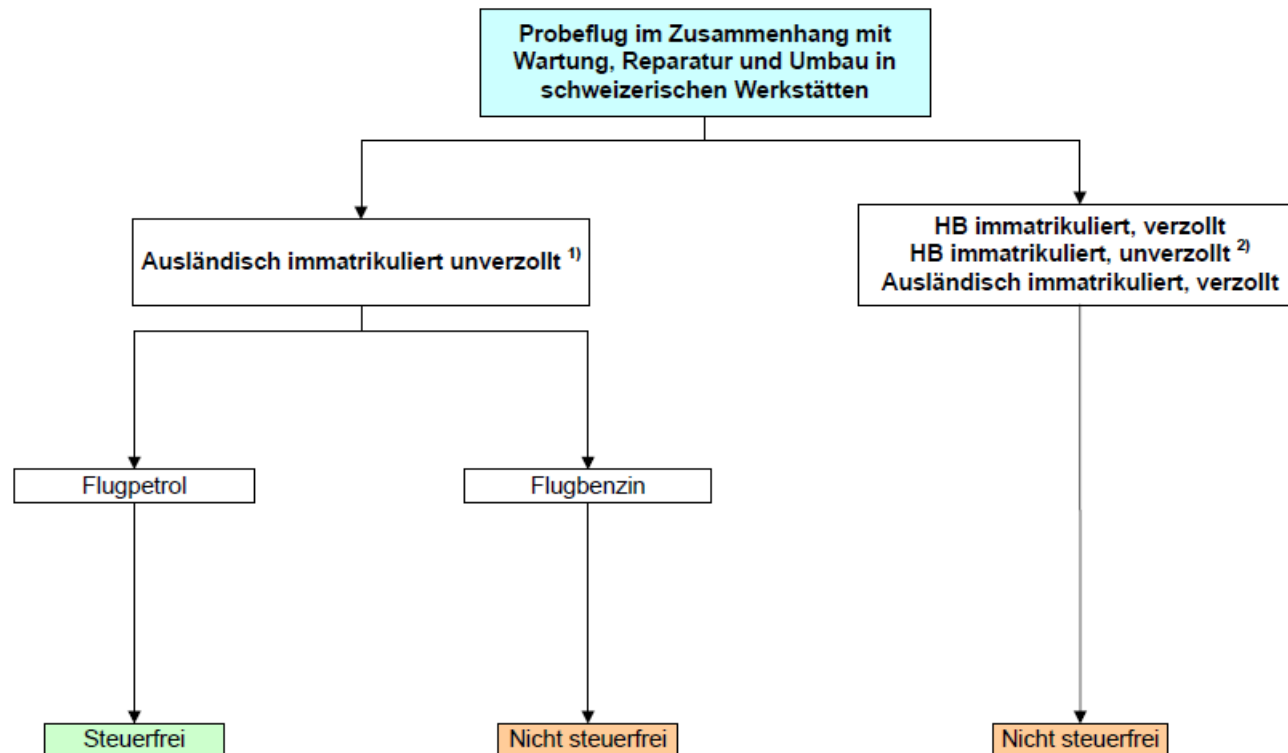 Probeflug im Zusammenhang mit
Wartung, Reparatur und Umbau in
schweizerischen Werkstätten
Ausländisch immatrikuliert unverzollt 1)
HB immatrikuliert, verzollt
HB immatrikuliert, unverzollt 2)
Ausländisch immatrikuliert, verzollt
Flugpetrol
Flugbenzin
Steuerfrei
Nicht steuerfrei
Nicht steuerfrei